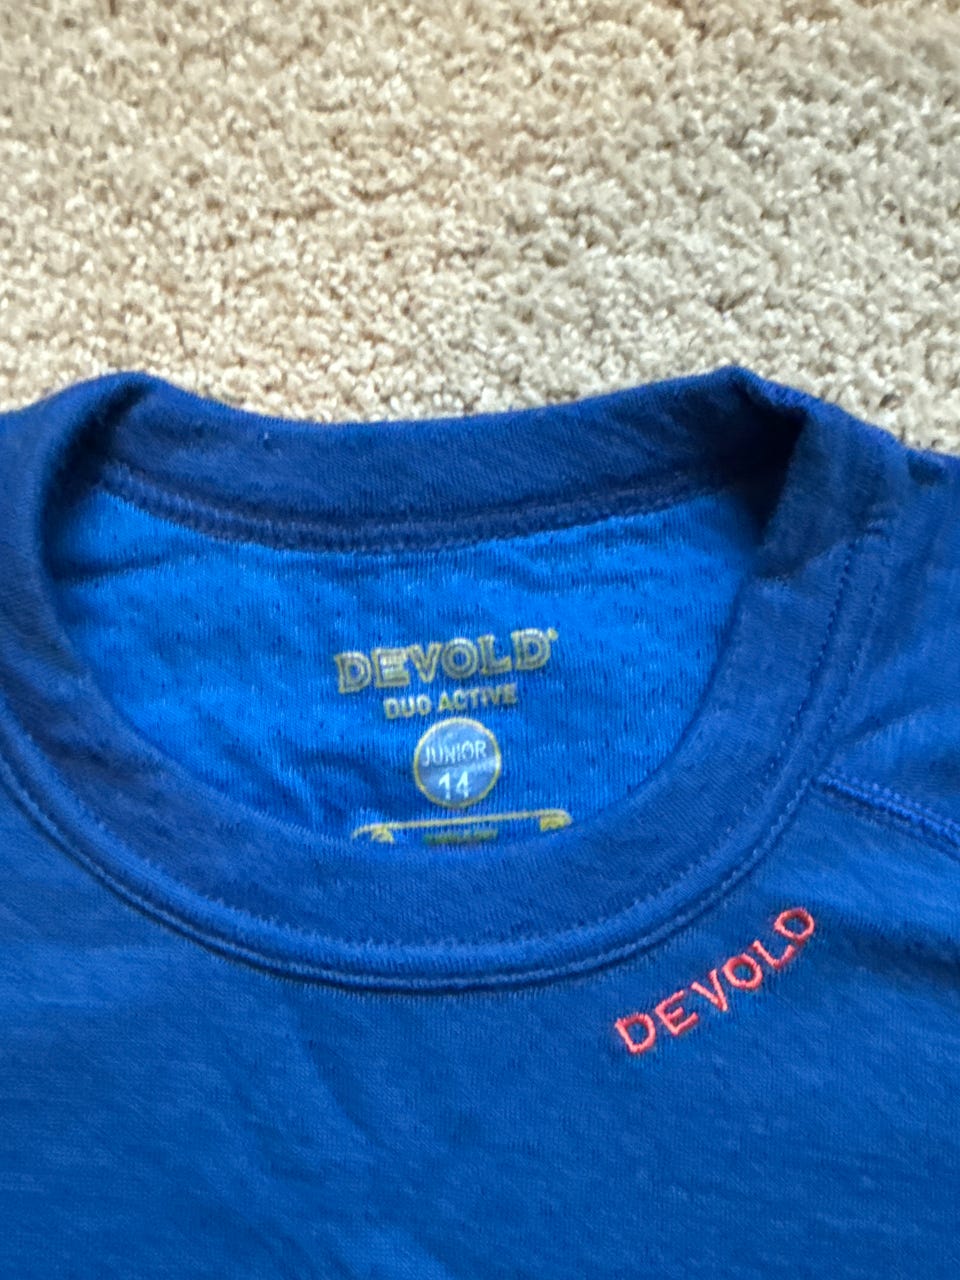 DEVOLD®
DUO ACTIVE
JUNIOR
14
DEVOLD